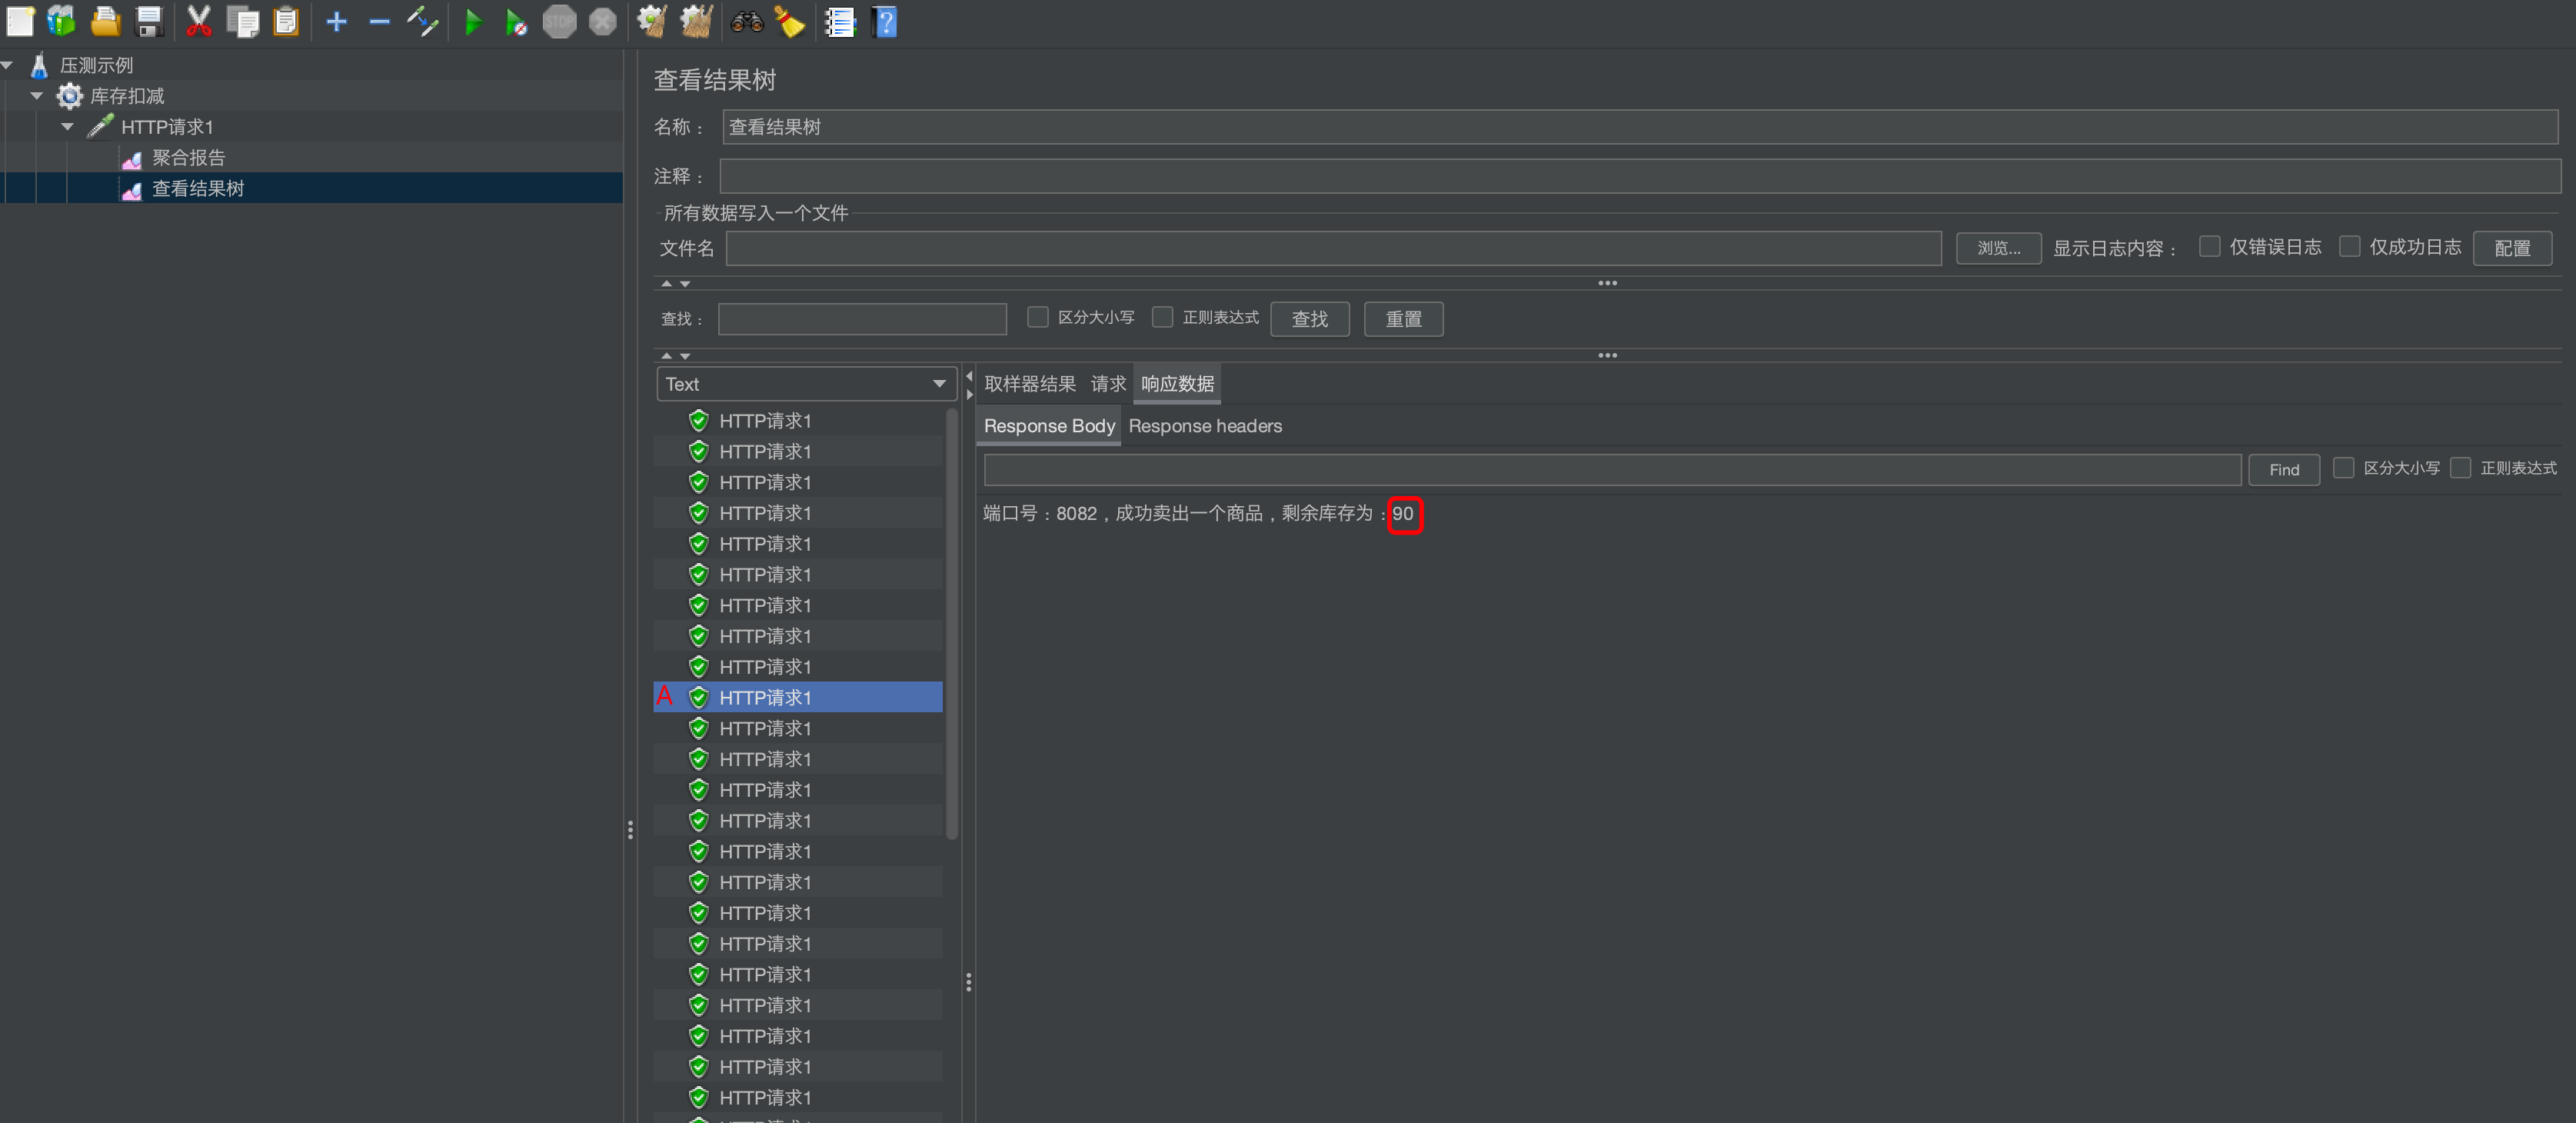 STOP
压测示例
库存扣减
HTTP请求1
聚合报告
查看结果树
查看结果树
名称： 查看结果树
注释：
所有数据写入一个文件
文件名 浏览... 显示日志内容： 仅错误日志 仅成功日志 配置
查找： 区分大小写 正则表达式 查找 重置
Text 取样器结果 请求 响应数据
Response Body Response headers
Find 区分大小写 正则表达式
端口号：8082，成功卖出一个商品，剩余库存为：90
HTTP请求1
HTTP请求1
HTTP请求1
HTTP请求1
HTTP请求1
HTTP请求1
HTTP请求1
HTTP请求1
HTTP请求1
A HTTP请求1
HTTP请求1
HTTP请求1
HTTP请求1
HTTP请求1
HTTP请求1
HTTP请求1
HTTP请求1
HTTP请求1
HTTP请求1
HTTP请求1
HTTP请求1
HTTP请求1
HTTP请求1